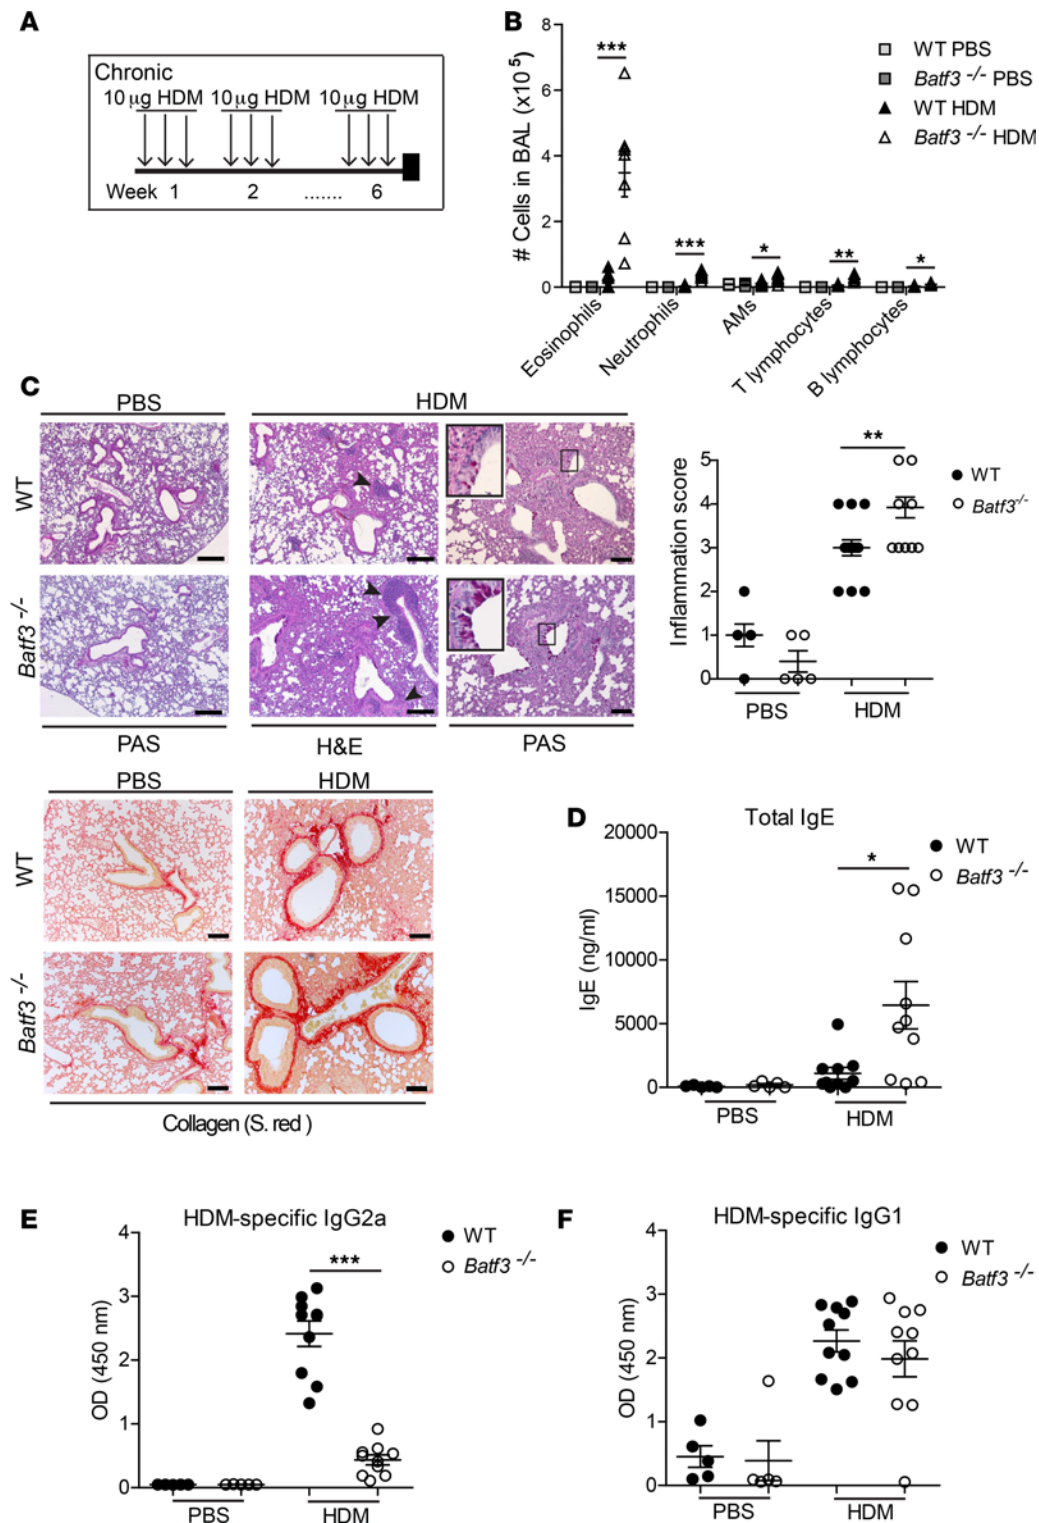 A
Chronic
10 µg HDM 10 µg HDM 10 µg HDM
Week 1 2 ....... 6
B
# Cells in BAL (x10 5)
8
6
4
2
0
***
***
*
**
*
Eosinophils
Neutrophils
AMs
T lymphocytes
B lymphocytes
WT PBS
Batf3 -/- PBS
WT HDM
Batf3 -/- HDM
C
PBS HDM
WT
Batf3 -/-
PAS H&E PAS
Inflammation score
5
4
3
2
1
0
**
PBS HDM
WT
Batf3-/-
PBS HDM
WT
Batf3 -/-
Collagen (S. red )
D
Total IgE
IgE (ng/ml)
20000
15000
10000
5000
0
*
PBS HDM
WT
Batf3 -/-
E
HDM-specific IgG2a
OD (450 nm)
4
3
2
1
0
***
PBS HDM
WT
Batf3 -/-
F
HDM-specific IgG1
OD (450 nm)
4
3
2
1
0
PBS HDM
WT
Batf3 -/-